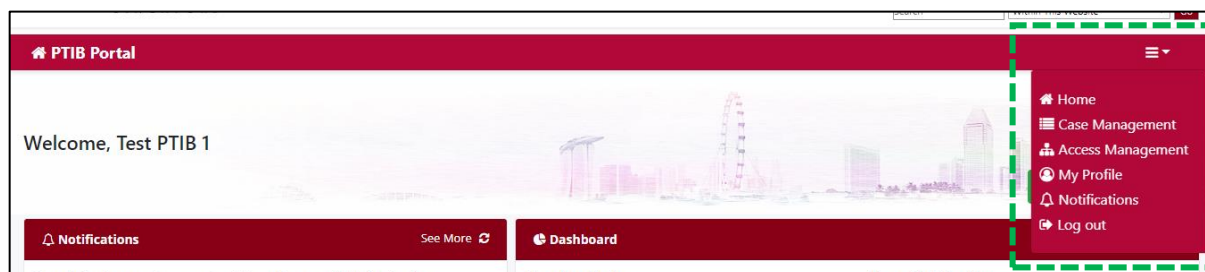 Search Within This Website Go
PTIB Portal
Home
Case Management
Access Management
My Profile
Notifications
Log out
Welcome, Test PTIB 1
Notifications See More
Dashboard